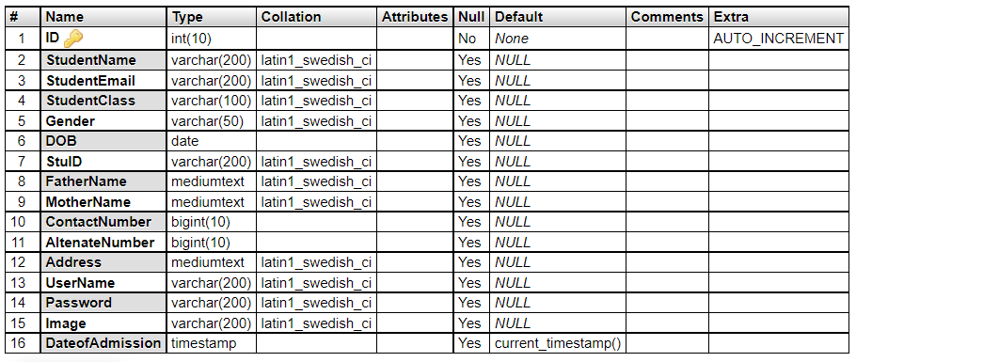 # Name Type Collation Attributes Null Default Comments Extra
1 ID int(10) No None AUTO_INCREMENT
2 StudentName varchar(200) latin1_swedish_ci Yes NULL
3 StudentEmail varchar(200) latin1_swedish_ci Yes NULL
4 StudentClass varchar(100) latin1_swedish_ci Yes NULL
5 Gender varchar(50) latin1_swedish_ci Yes NULL
6 DOB date Yes NULL
7 StuID varchar(200) latin1_swedish_ci Yes NULL
8 FatherName mediumtext latin1_swedish_ci Yes NULL
9 MotherName mediumtext latin1_swedish_ci Yes NULL
10 ContactNumber bigint(10) Yes NULL
11 AltenateNumber bigint(10) Yes NULL
12 Address mediumtext latin1_swedish_ci Yes NULL
13 UserName varchar(200) latin1_swedish_ci Yes NULL
14 Password varchar(200) latin1_swedish_ci Yes NULL
15 Image varchar(200) latin1_swedish_ci Yes NULL
16 DateofAdmission timestamp Yes current_timestamp()